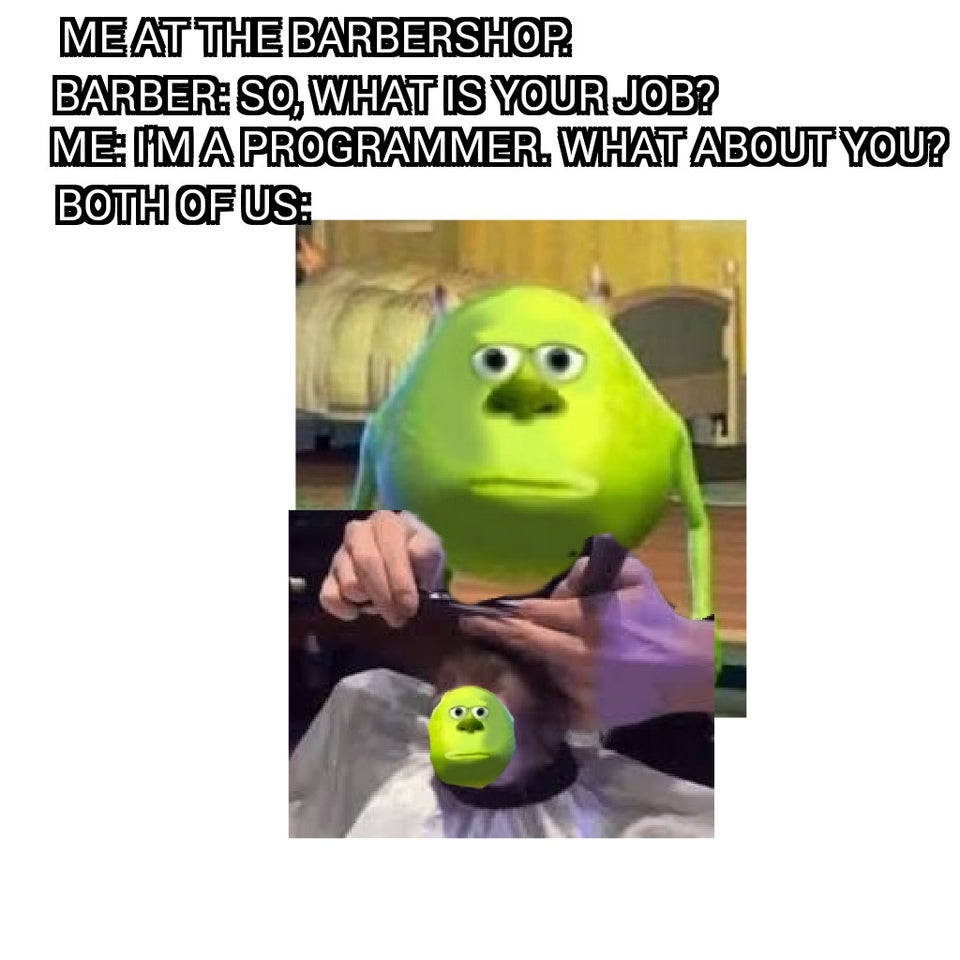 ME AT THE BARBERSHOP.
BARBER: SO, WHAT IS YOUR JOB?
ME: I'M A PROGRAMMER. WHAT ABOUT YOU?
BOTH OF US: